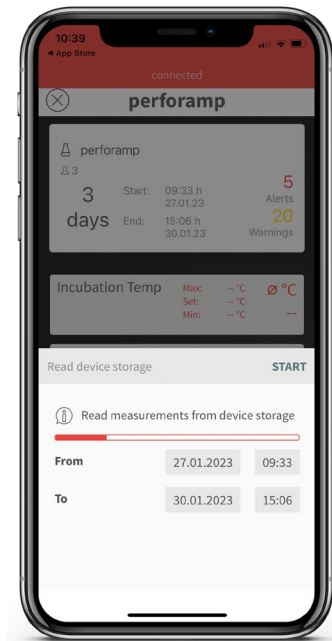 10:39
◀ App Store
connected
perforamp
perforamp
3
3 days
Start: 09:33 h 27.01.23
End: 15:06 h 30.01.23
5 Alerts
20 Warnings
Incubation Temp
Max: -- °C
Set: -- °C
Min: -- °C
Ø °C
--
Read device storage START
Read measurements from device storage
From 27.01.2023 09:33
To 30.01.2023 15:06